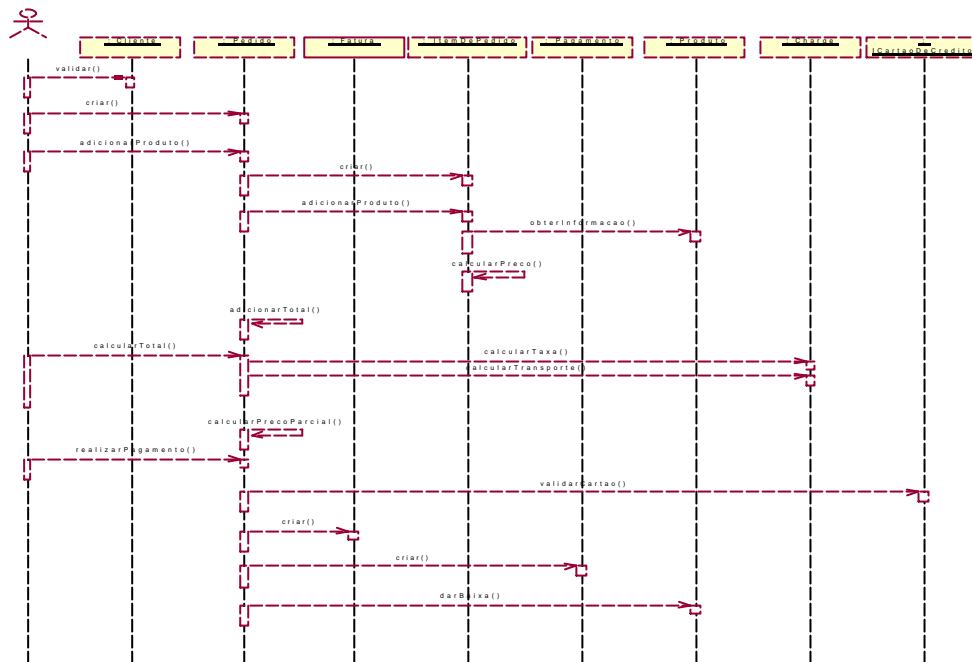 : Cliente
: Pedido
: Fatura
: ItemDePedido
: Pagamento
: Produto
: Charge
: ICartaoDeCredito
validar()
criar()
adicionarProduto()
criar()
adicionarProduto()
obterInformacao()
calcularPreco()
adicionarTotal()
calcularTotal()
calcularTaxa()
calcularTransporte()
calcularPrecoParcial()
realizarPagamento()
validarCartao()
criar()
criar()
darBaixa()